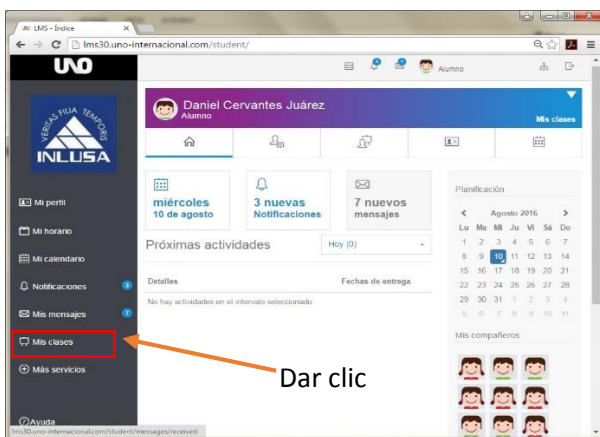 LMS - Índice
lms30.uno-internacional.com/student/
UNO
Alumno
VERITAS FILIA TEMPORIS
INLUSA
Daniel Cervantes Juárez
Alumno
Mis clases
Mi perfil
Mi horario
Mi calendario
Notificaciones 3
Mis mensajes 7
Mis clases
Más servicios
Ayuda
miércoles
10 de agosto
3 nuevas
Notificaciones
7 nuevos
mensajes
Próximas actividades
Hoy (0)
Detalles
Fechas de entrega
No hay actividades en el intervalo seleccionado
Planificación
< Agosto 2016 >
Lu Ma Mi Ju Vi Sá Do
1 2 3 4 5 6 7
8 9 10 11 12 13 14
15 16 17 18 19 20 21
22 23 24 25 26 27 28
29 30 31 1 2 3 4
5 6 7 8 9 10 11
Mis compañeros
Dar clic
lms30.uno-internacional.com/student/messages/received